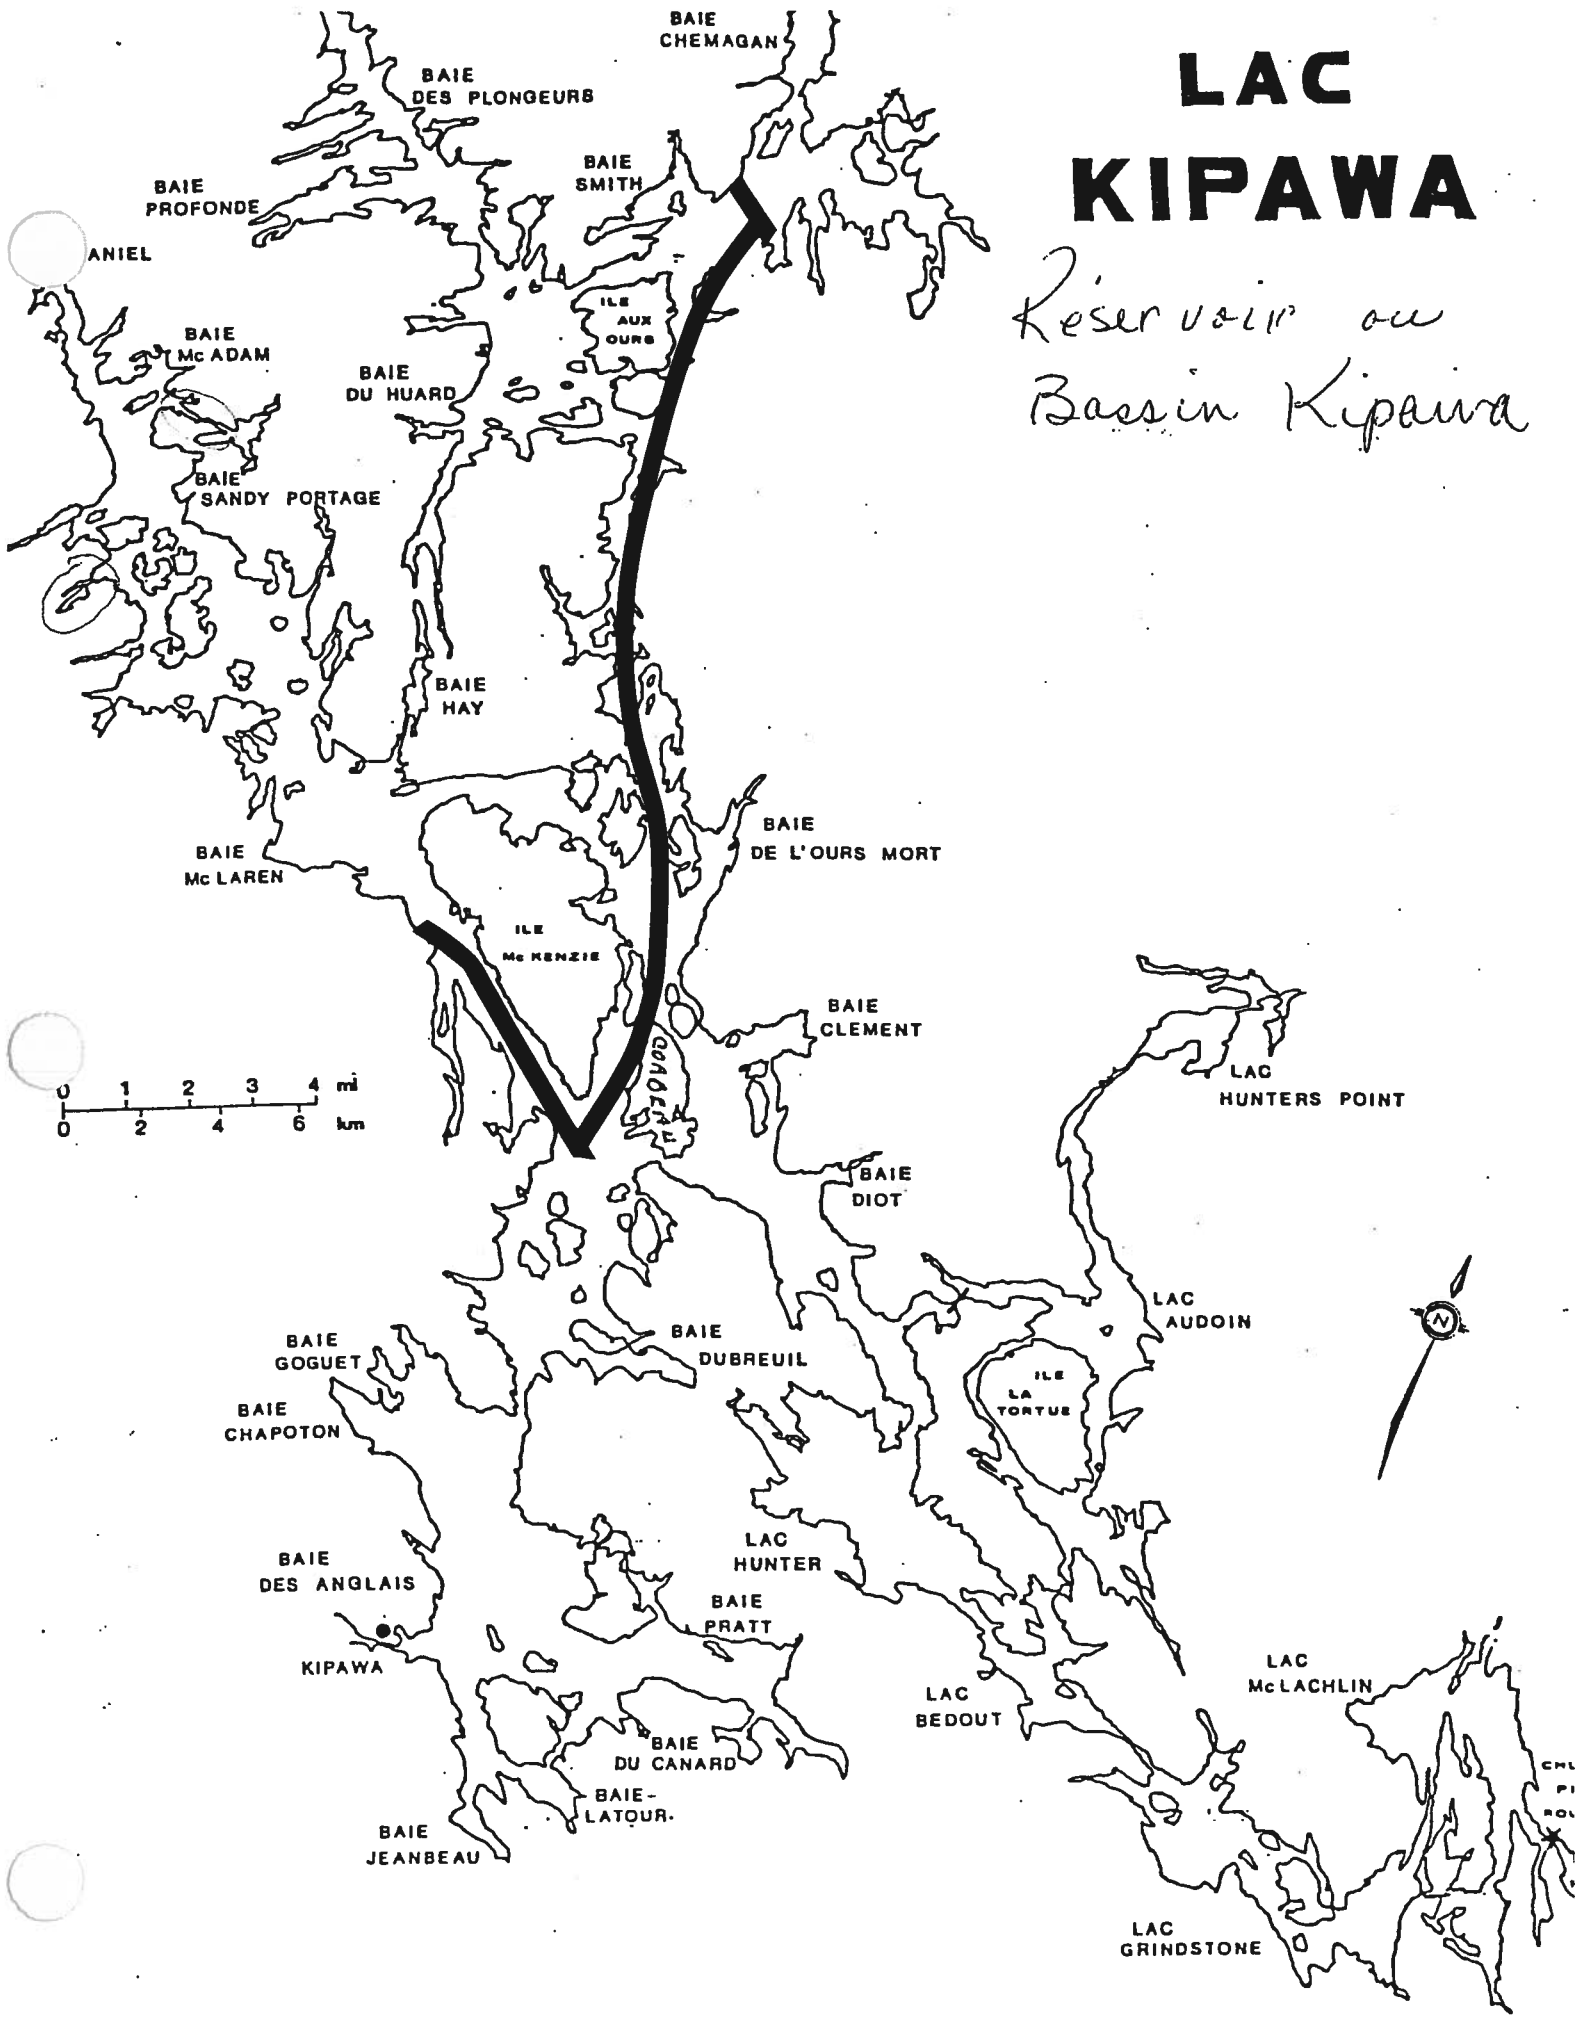 LAC
KIPAWA
Réservoir ou
Bassin Kipawa
BAIE
CHEMAGAN
BAIE
DES PLONGEURS
BAIE
SMITH
BAIE
PROFONDE
ANIEL
ILE
AUX
OURS
BAIE
Mc ADAM
BAIE
DU HUARD
BAIE
SANDY PORTAGE
BAIE
HAY
BAIE
DE L'OURS MORT
BAIE
Mc LAREN
ILE
Mc KENZIE
BAIE
CLEMENT
CORBEAU
0 1 2 3 4 mi
0 2 4 6 km
LAC
HUNTERS POINT
BAIE
DIOT
LAC
AUDOIN
N
BAIE
GOGUET
BAIE
DUBREUIL
ILE
LA
TORTUE
BAIE
CHAPOTON
LAC
HUNTER
BAIE
DES ANGLAIS
BAIE
PRATT
KIPAWA
LAC
McLACHLIN
LAC
BEDOUT
BAIE
DU CANARD
BAIE-
LATOUR.
BAIE
JEANBEAU
LAC
GRINDSTONE